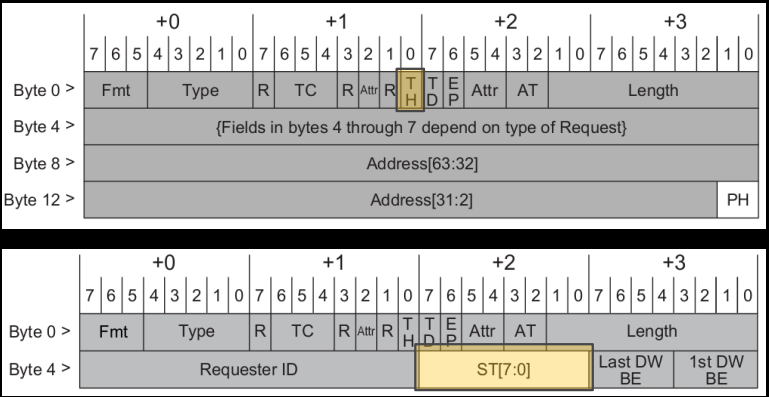 +0 +1 +2 +3
7 6 5 4 3 2 1 0 7 6 5 4 3 2 1 0 7 6 5 4 3 2 1 0 7 6 5 4 3 2 1 0
Byte 0 > Fmt Type R TC R Attr R TH TD EP Attr AT Length
Byte 4 > {Fields in bytes 4 through 7 depend on type of Request}
Byte 8 > Address[63:32]
Byte 12 > Address[31:2] PH
+0 +1 +2 +3
7 6 5 4 3 2 1 0 7 6 5 4 3 2 1 0 7 6 5 4 3 2 1 0 7 6 5 4 3 2 1 0
Byte 0 > Fmt Type R TC R Attr R TH TD EP Attr AT Length
Byte 4 > Requester ID ST[7:0] Last DW BE 1st DW BE